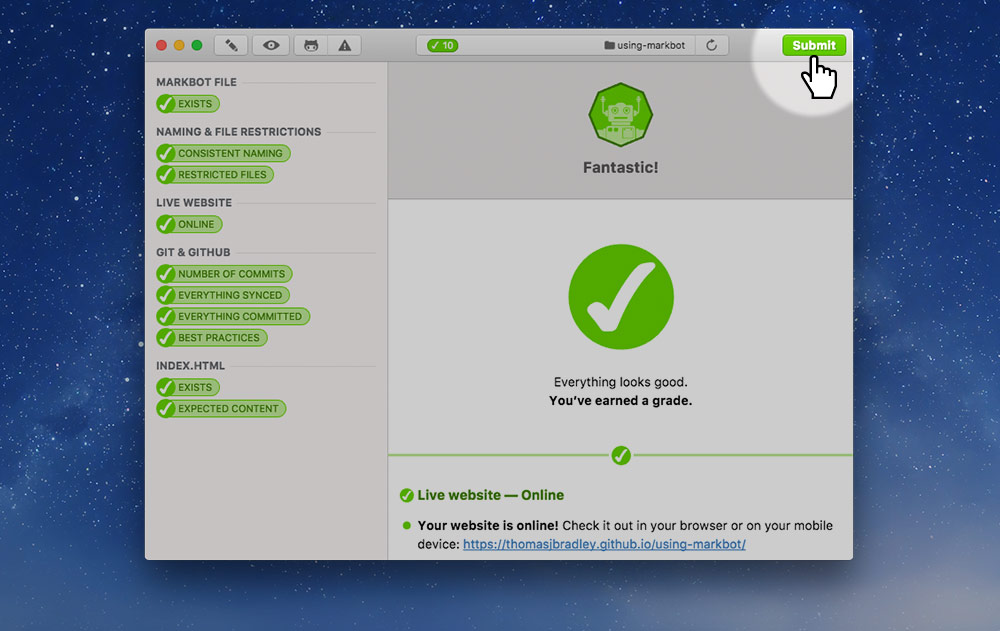 10
using-markbot
Submit
MARKBOT FILE
EXISTS
NAMING & FILE RESTRICTIONS
CONSISTENT NAMING
RESTRICTED FILES
LIVE WEBSITE
ONLINE
GIT & GITHUB
NUMBER OF COMMITS
EVERYTHING SYNCED
EVERYTHING COMMITTED
BEST PRACTICES
INDEX.HTML
EXISTS
EXPECTED CONTENT
Fantastic!
Everything looks good.
You’ve earned a grade.
Live website — Online
Your website is online! Check it out in your browser or on your mobile
device: https://thomasjbradley.github.io/using-markbot/